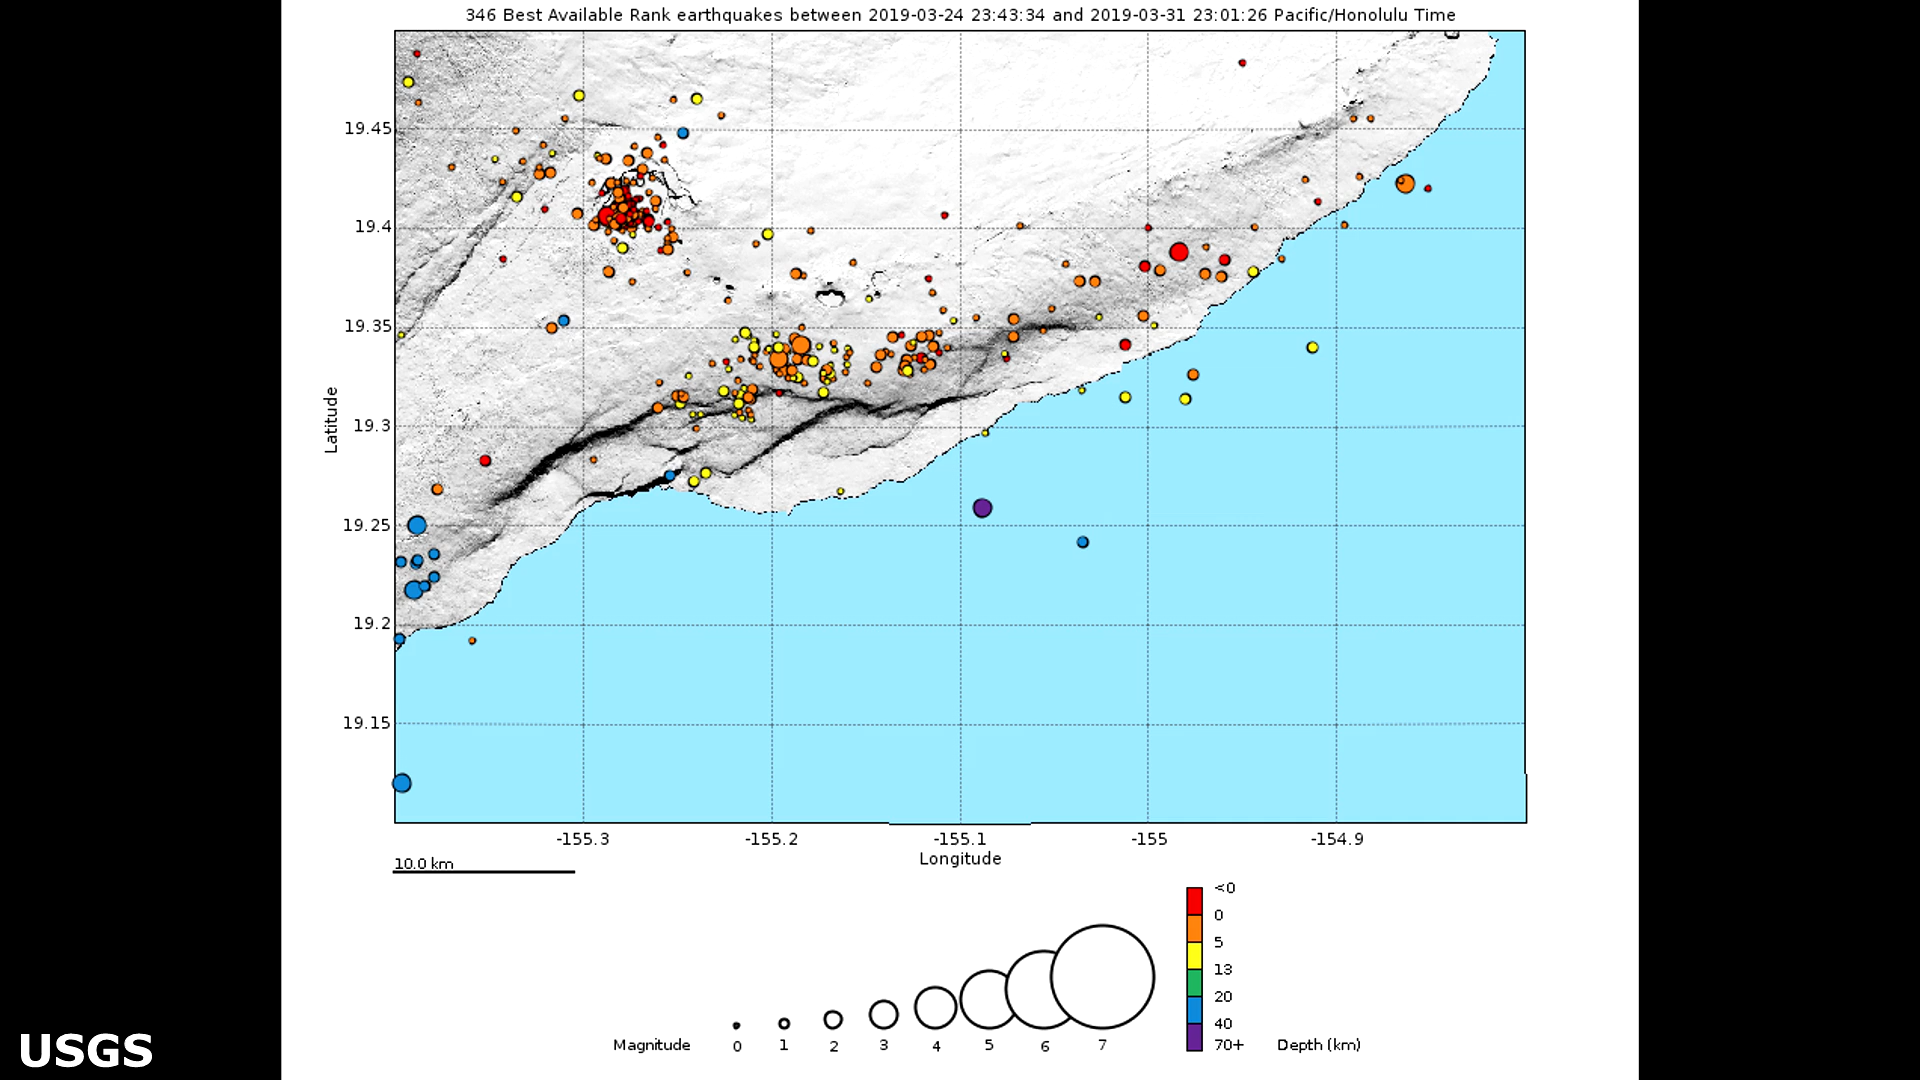 346 Best Available Rank earthquakes between 2019-03-24 23:43:34 and 2019-03-31 23:01:26 Pacific/Honolulu Time
19.45
19.4
19.35
19.3
19.25
19.2
19.15
Latitude
-155.3 -155.2 -155.1 -155 -154.9
Longitude
10.0 km
<0
0
5
13
20
40
70+ Depth (km)
Magnitude 0 1 2 3 4 5 6 7
USGS